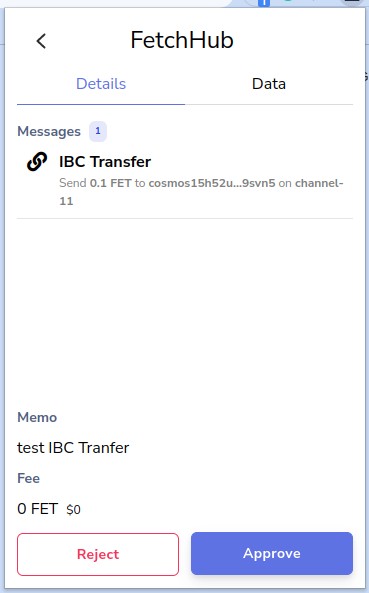 FetchHub
Details Data
Messages 1
IBC Transfer
Send 0.1 FET to cosmos15h52u...9svn5 on channel-
11
Memo
test IBC Tranfer
Fee
0 FET $0
Reject Approve